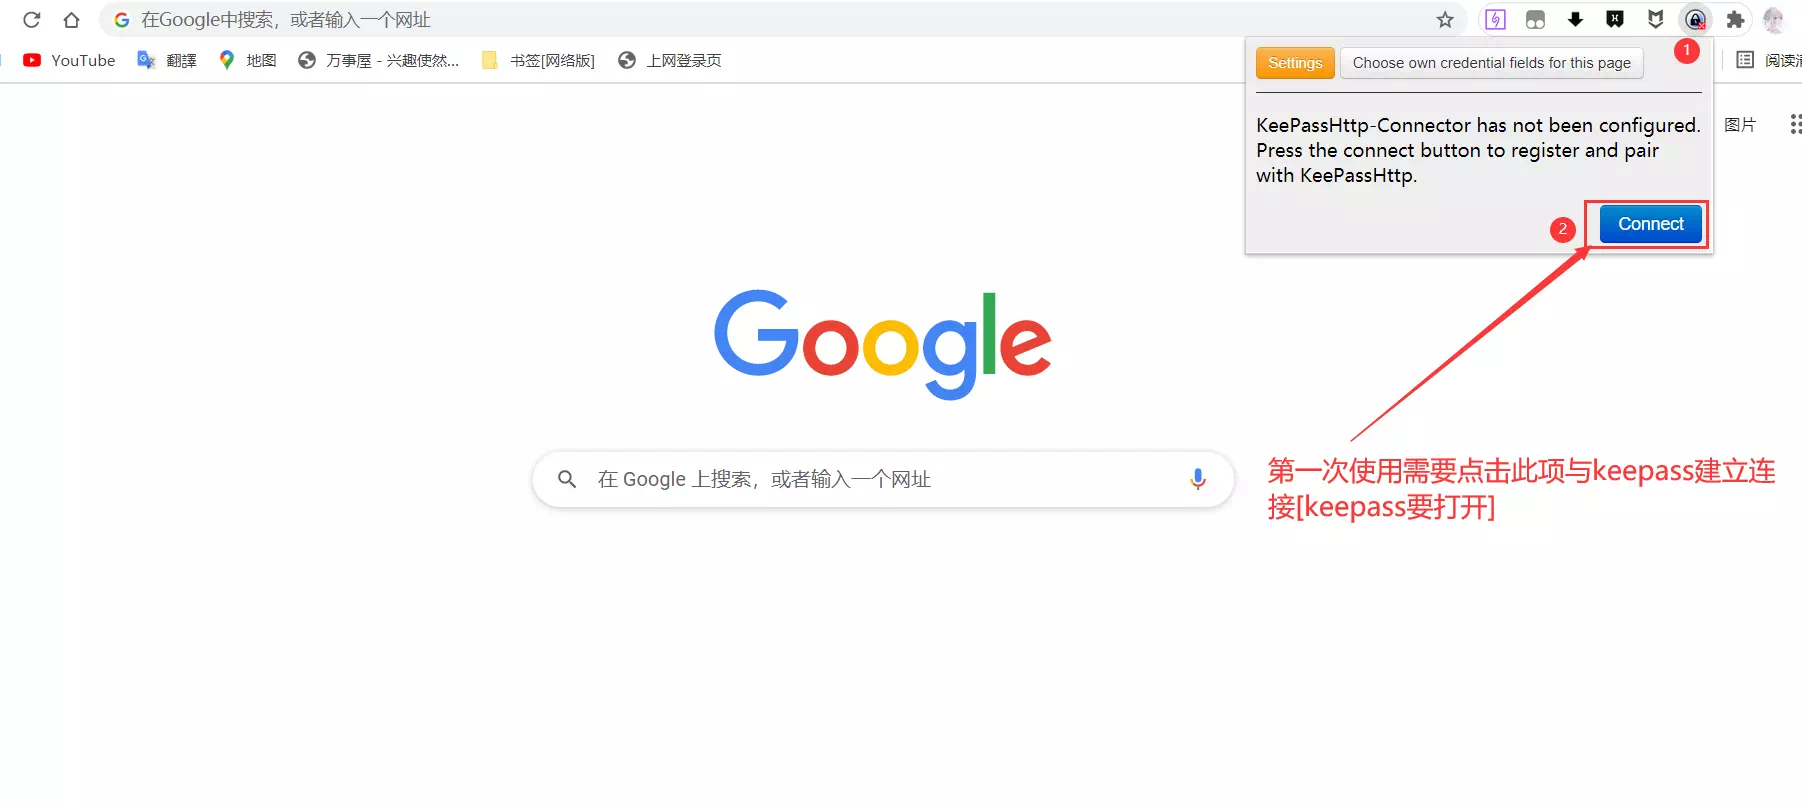 在Google中搜索，或者输入一个网址
YouTube
翻譯
地图
万事屋 - 兴趣使然...
书签[网络版]
上网登录页
Settings
Choose own credential fields for this page
1
KeePassHttp-Connector has not been configured.
Press the connect button to register and pair
with KeePassHttp.
2
Connect
图片
Google
在 Google 上搜索，或者输入一个网址
第一次使用需要点击此项与keepass建立连
接[keepass要打开]